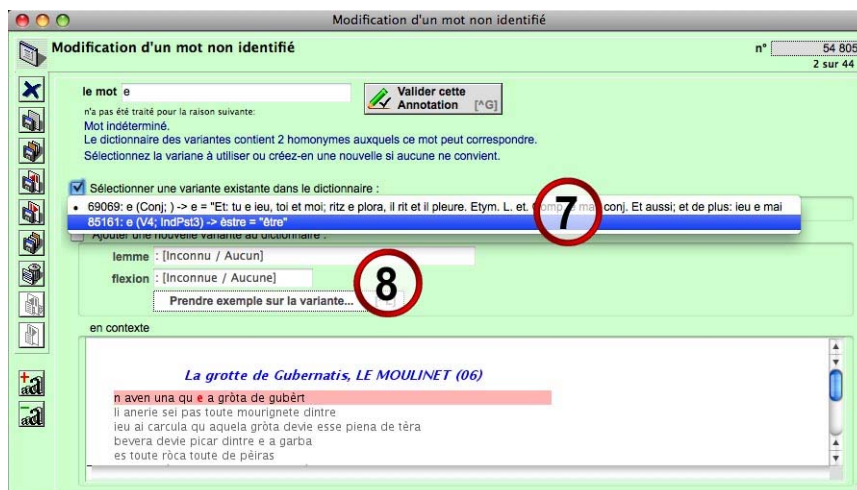 Modification d'un mot non identifié
Modification d'un mot non identifié
n° 54 805
2 sur 44
le mot e
Valider cette
Annotation [^G]
n'a pas été traité pour la raison suivante:
Mot indéterminé.
Le dictionnaire des variantes contient 2 homonymes auxquels ce mot peut correspondre.
Sélectionnez la variane à utiliser ou créez-en une nouvelle si aucune ne convient.
Sélectionner une variante existante dans le dictionnaire :
• 69069: e (Conj; ) -> e = "Et: tu e ieu, toi et moi; ritz e plora, il rit et il pleure. Etym. L. et. conj. Et aussi; et de plus: ieu e mai
85161: e (V4; IndPst3) -> èstre = "être"
7
Ajouter une nouvelle variante au dictionnaire :
lemme : [Inconnu / Aucun]
flexion : [Inconnue / Aucune]
8
Prendre exemple sur la variante...
en contexte
La grotte de Gubernatis, LE MOULINET (06)
n aven una qu e a gròta de gubèrt
li anerie sei pas toute mourignete dintre
ieu ai carcula qu aquela gròta devie esse piena de tèra
bevera devie picar dintre e a garba
es toute ròca toute de pèiras
+
aa
-
aa